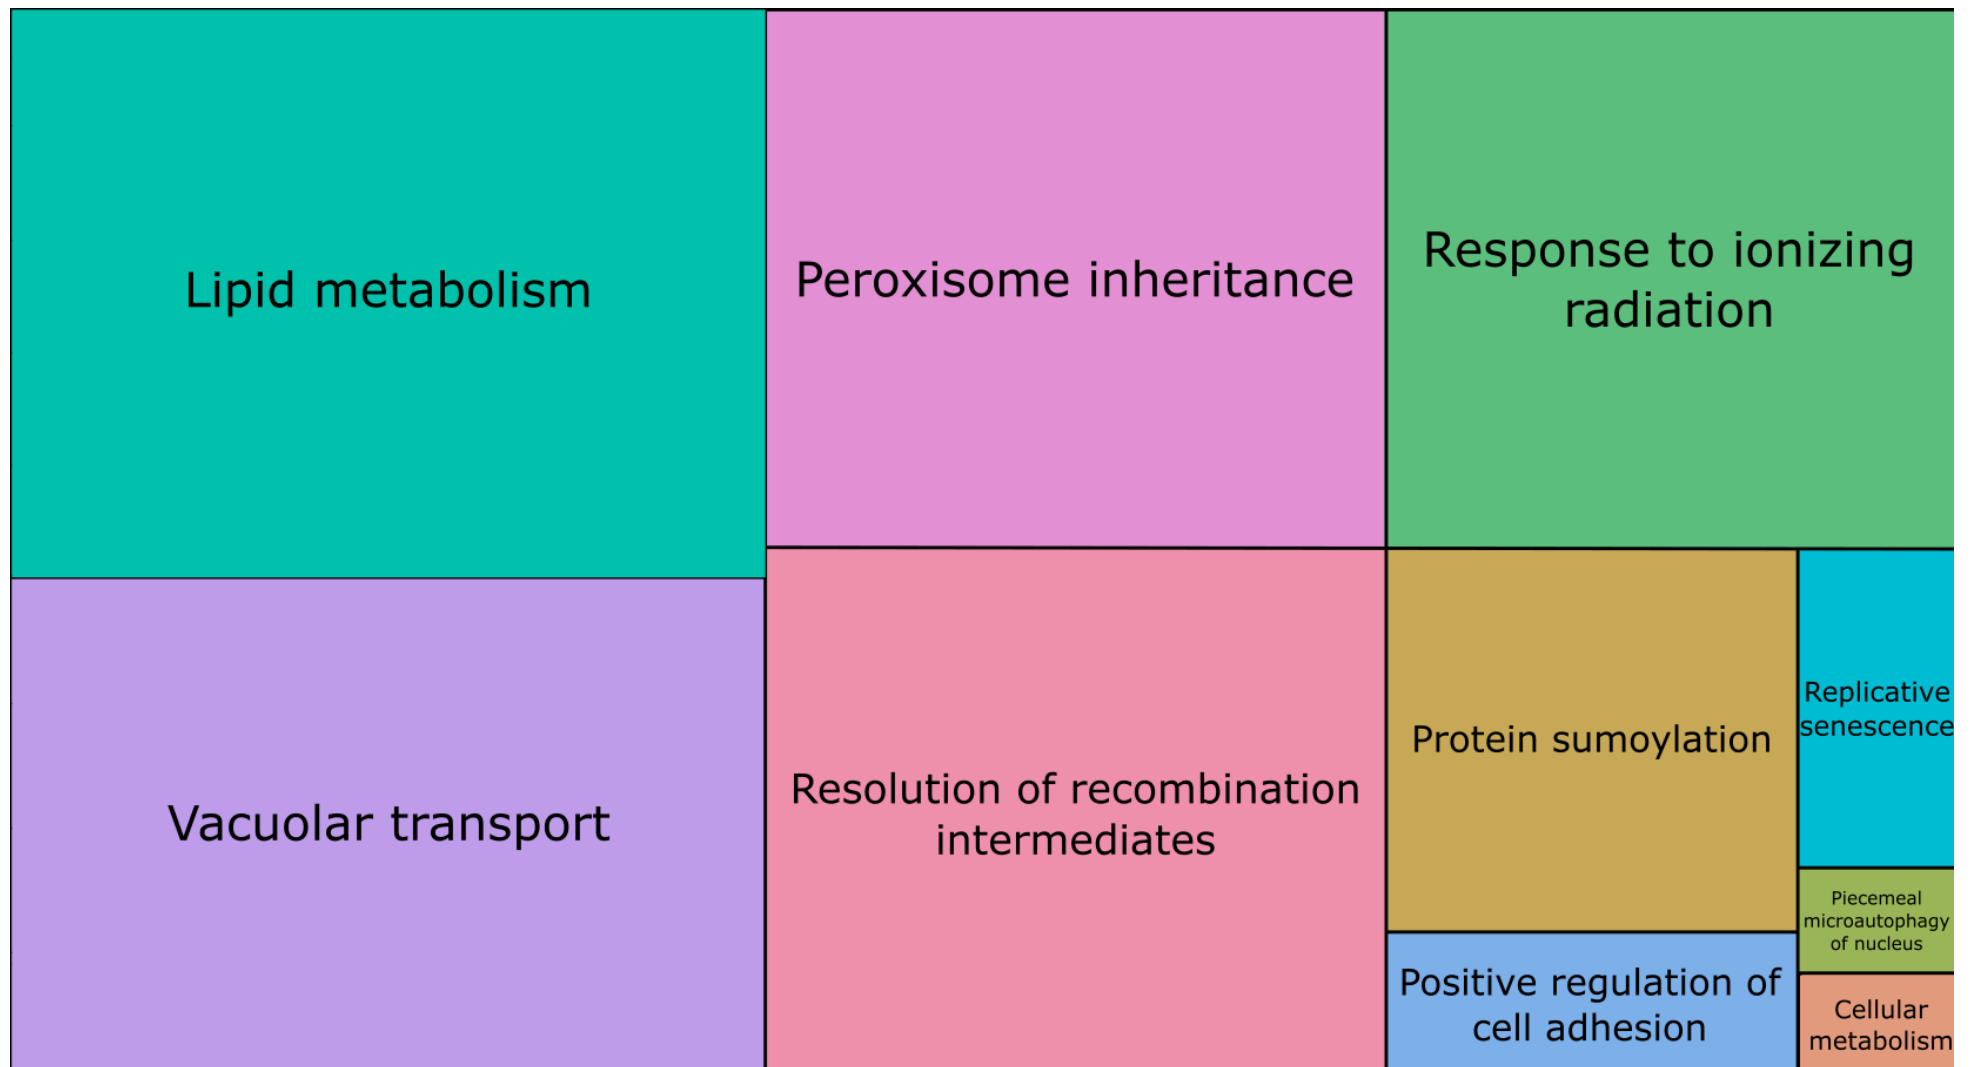 Lipid metabolism
Peroxisome inheritance
Response to ionizing
radiation
Vacuolar transport
Resolution of recombination
intermediates
Protein sumoylation
Replicative
senescence
Piecemeal
microautophagy
of nucleus
Positive regulation of
cell adhesion
Cellular
metabolism